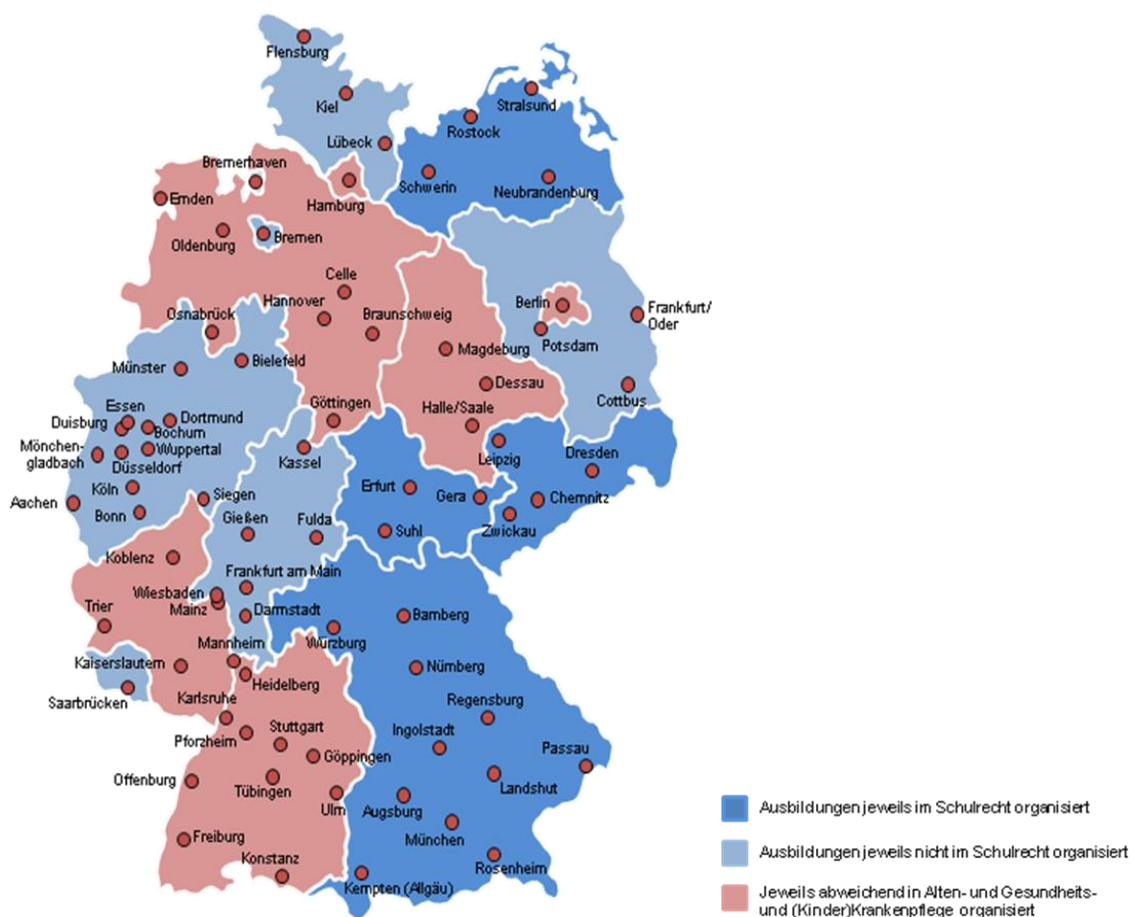 Flensburg
Kiel
Lübeck
Stralsund
Rostock
Schwerin
Neubrandenburg
Bremerhaven
Emden
Hamburg
Oldenburg
Bremen
Celle
Hannover
Braunschweig
Osnabrück
Berlin
Frankfurt/
Oder
Potsdam
Magdeburg
Bielefeld
Münster
Dessau
Cottbus
Göttingen
Halle/Saale
Essen
Dortmund
Duisburg
Bochum
Mönchen-
gladbach
Wuppertal
Düsseldorf
Kassel
Leipzig
Dresden
Köln
Siegen
Erfurt
Gera
Chemnitz
Aachen
Bonn
Gießen
Fulda
Suhl
Zwickau
Koblenz
Frankfurt am Main
Wiesbaden
Mainz
Trier
Darmstadt
Bamberg
Würzburg
Mannheim
Kaiserslautern
Nürnberg
Heidelberg
Saarbrücken
Karlsruhe
Regensburg
Stuttgart
Ingolstadt
Pforzheim
Göppingen
Passau
Offenburg
Tübingen
Landshut
Ulm
Augsburg
München
Freiburg
Rosenheim
Konstanz
Kempten (Allgäu)
Ausbildungen jeweils im Schulrecht organisiert
Ausbildungen jeweils nicht im Schulrecht organisiert
Jeweils abweichend in Alten- und Gesundheits-
und (Kinder)Krankenpflege organisiert